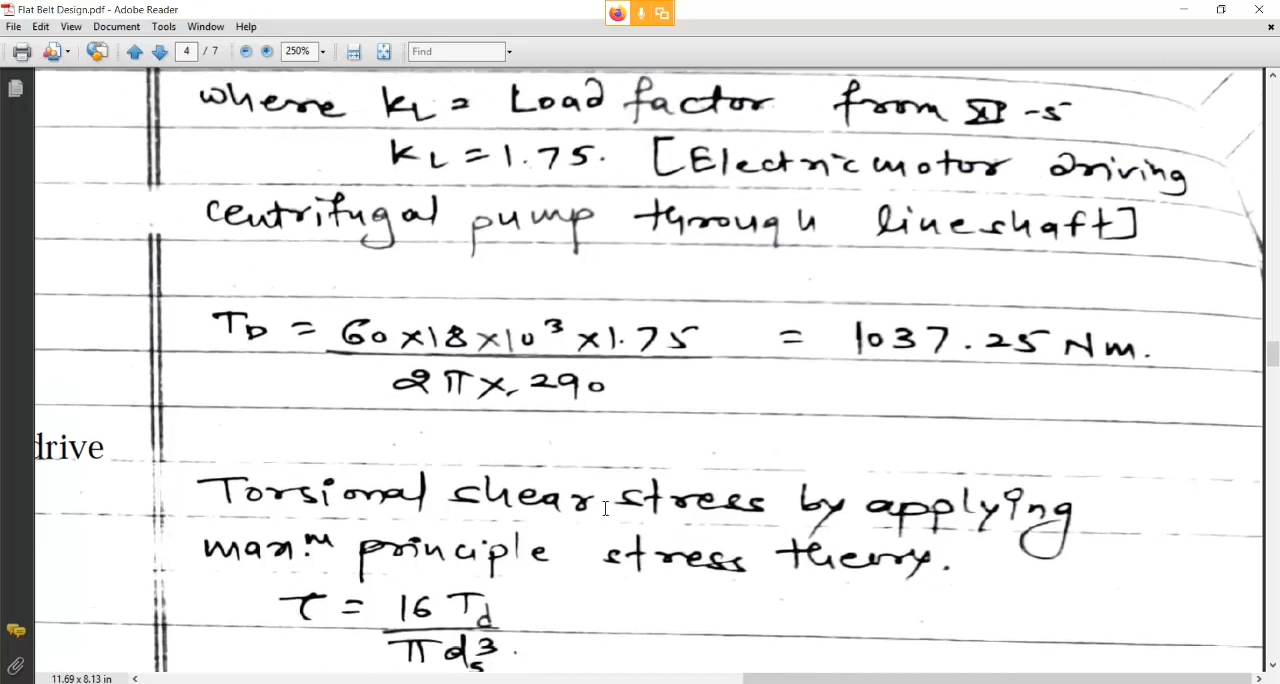 Flat Belt Design.pdf - Adobe Reader
File Edit View Document Tools Window Help
4 / 7 250% Find
where KL = Load factor from XI -5
KL = 1.75. [Electric motor driving
centrifugal pump through lineshaft]
TD = 60×18×10³×1.75 = 1037.25 Nm.
2π×290
drive
Torsional shear stress by applying
max.m principle stress theory.
τ = 16 Td
π ds³.
11.69 x 8.13 in